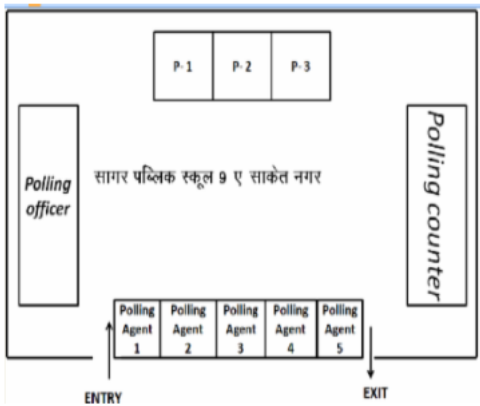 P-1 P-2 P-3
Polling officer
सागर पब्लिक स्कूल 9 ए साकेत नगर
Polling counter
Polling Agent 1
Polling Agent 2
Polling Agent 3
Polling Agent 4
Polling Agent 5
ENTRY
EXIT